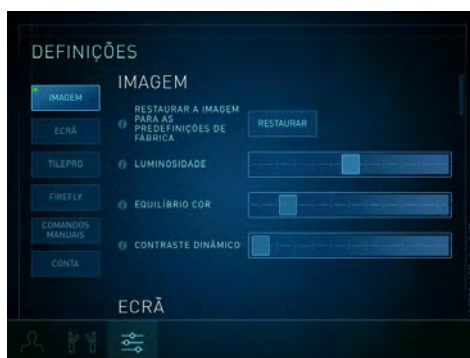 DEFINIÇÕES
IMAGEM
ECRÃ
TILEPRO
FIREFLY
COMANDOS
MANUAIS
CONTA
IMAGEM
RESTAURAR A IMAGEM
PARA AS
PREDEFINIÇÕES DE
FÁBRICA
RESTAURAR
LUMINOSIDADE
EQUILÍBRIO COR
CONTRASTE DINÂMICO
ECRÃ